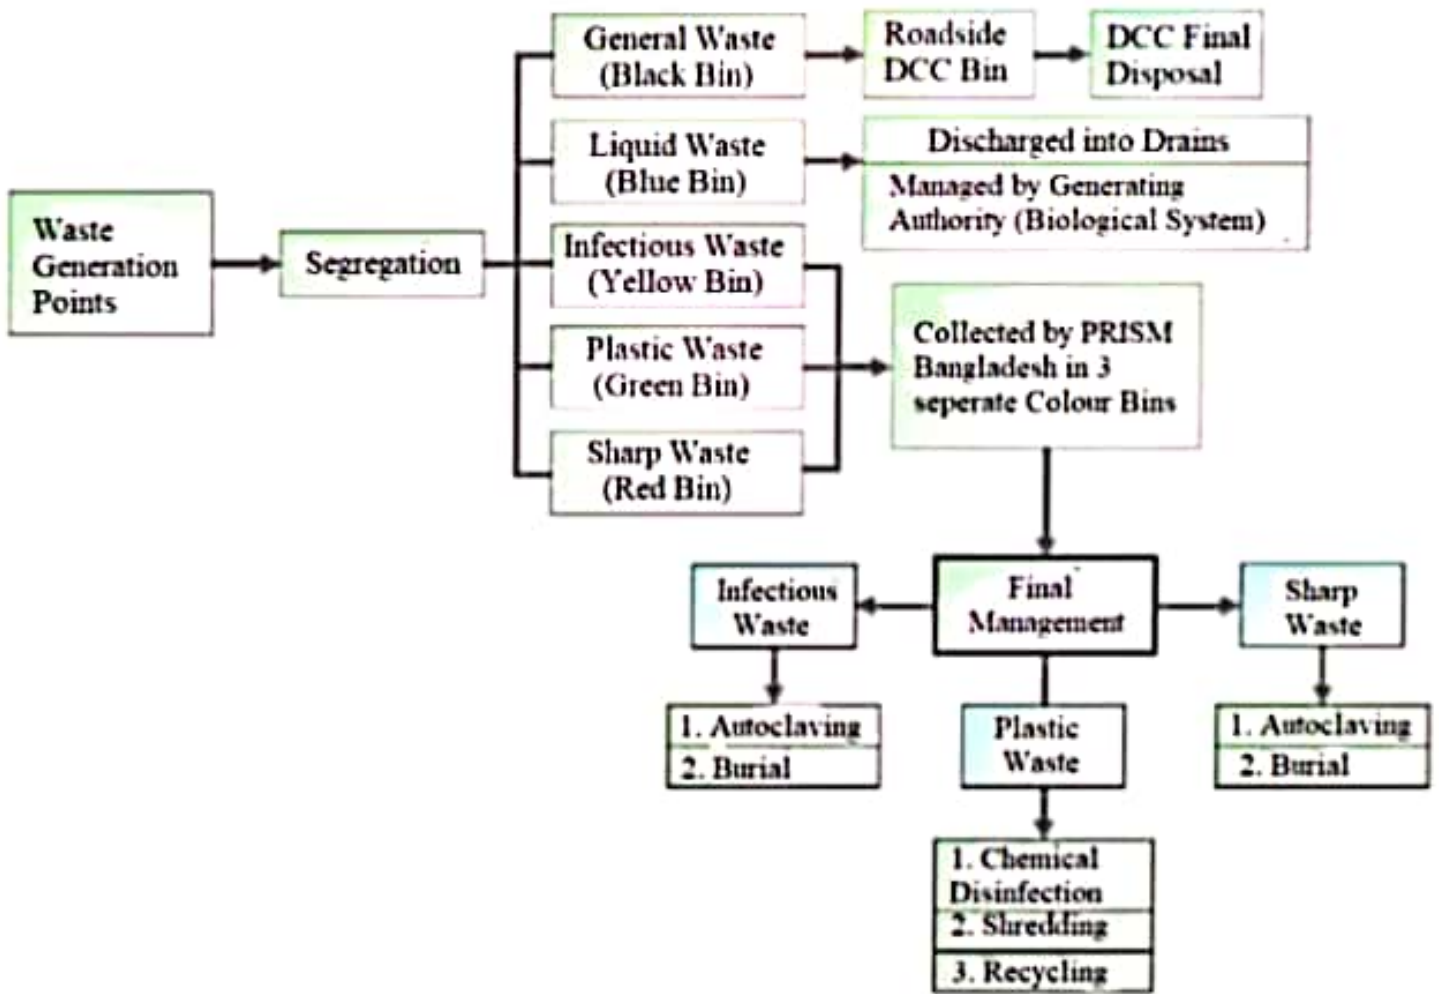 Waste
Generation
Points
Segregation
General Waste
(Black Bin)
Roadside
DCC Bin
DCC Final
Disposal
Liquid Waste
(Blue Bin)
Discharged into Drains
Managed by Generating
Authority (Biological System)
Infectious Waste
(Yellow Bin)
Plastic Waste
(Green Bin)
Sharp Waste
(Red Bin)
Collected by PRISM
Bangladesh in 3
seperate Colour Bins
Final
Management
Infectious
Waste
1. Autoclaving
2. Burial
Plastic
Waste
1. Chemical
Disinfection
2. Shredding
3. Recycling
Sharp
Waste
1. Autoclaving
2. Burial